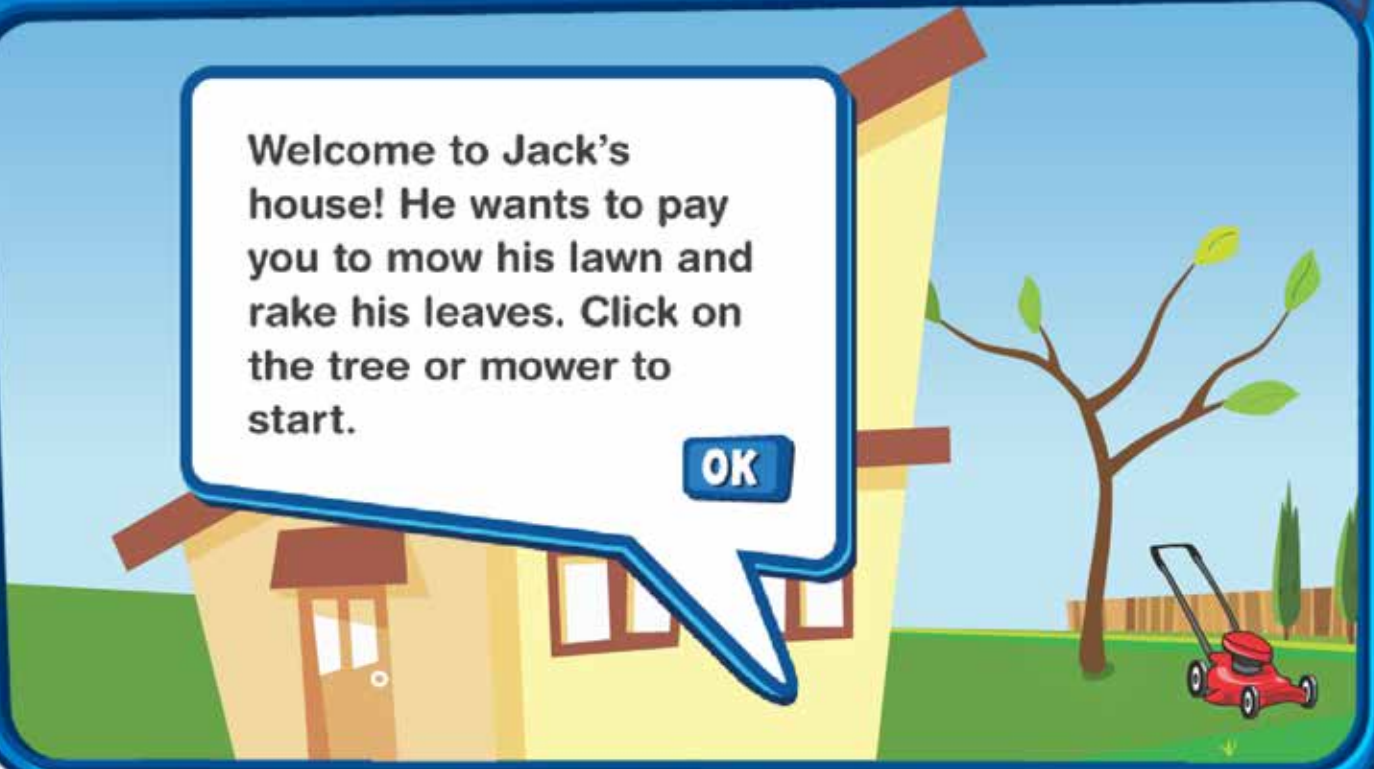 Welcome to Jack's
house! He wants to pay
you to mow his lawn and
rake his leaves. Click on
the tree or mower to
start.
OK